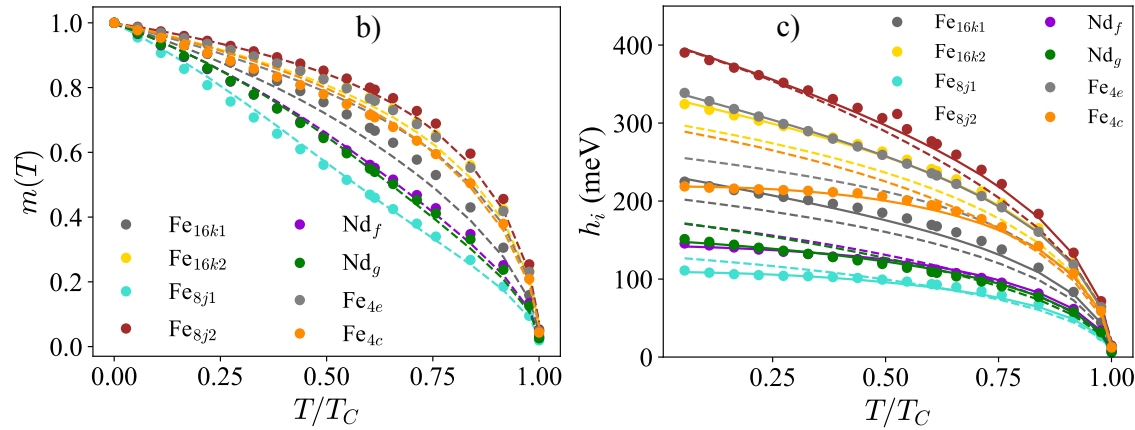 b)
m(T)
1.0
0.8
0.6
0.4
0.2
0.0
Fe16k1
Fe16k2
Fe8j1
Fe8j2
Ndf
Ndg
Fe4e
Fe4c
0.00 0.25 0.50 0.75 1.00
T/TC
c)
hi (meV)
400
300
200
100
0
Fe16k1
Fe16k2
Fe8j1
Fe8j2
Ndf
Ndg
Fe4e
Fe4c
0.25 0.50 0.75 1.00
T/TC